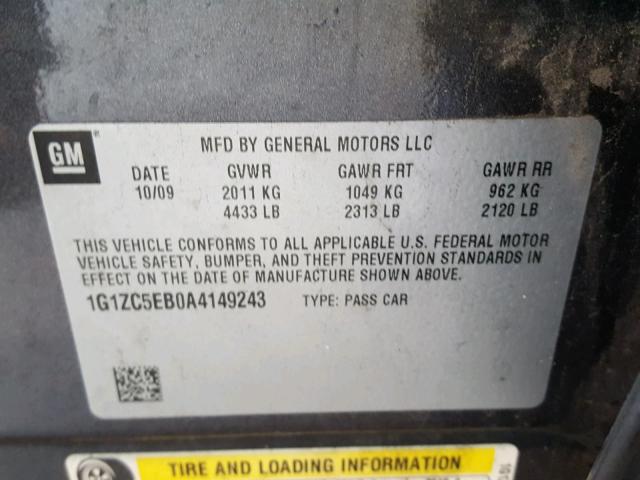 GM
MFD BY GENERAL MOTORS LLC
DATE GVWR GAWR FRT GAWR RR
10/09 2011 KG 1049 KG 962 KG
4433 LB 2313 LB 2120 LB
THIS VEHICLE CONFORMS TO ALL APPLICABLE U.S. FEDERAL MOTOR
VEHICLE SAFETY, BUMPER, AND THEFT PREVENTION STANDARDS IN
EFFECT ON THE DATE OF MANUFACTURE SHOWN ABOVE.
1G1ZC5EB0A4149243 TYPE: PASS CAR
TIRE AND LOADING INFORMATION